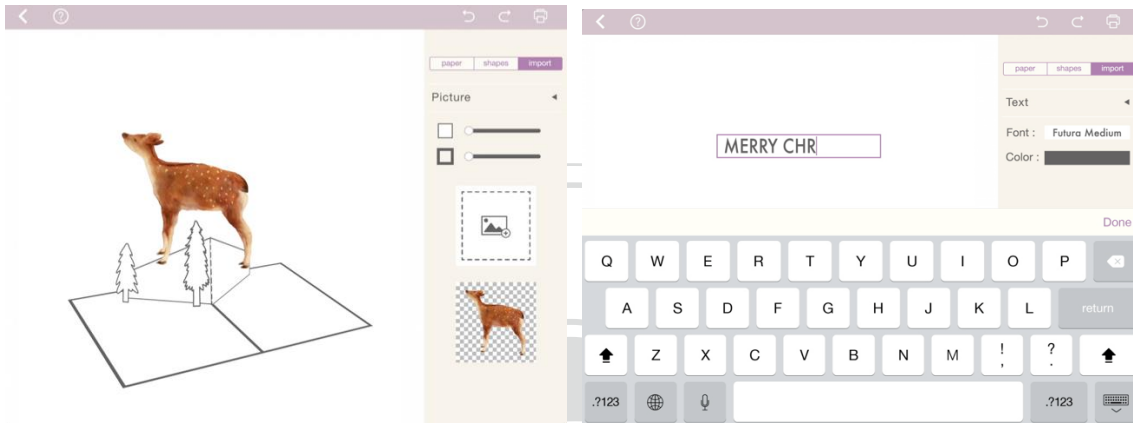 ?
paper shapes import
Picture
?
paper shapes import
Text
Font : Futura Medium
Color :
MERRY CHR
Done
Q W E R T Y U I O P
A S D F G H J K L return
Z X C V B N M ! , ? .
.?123 .?123